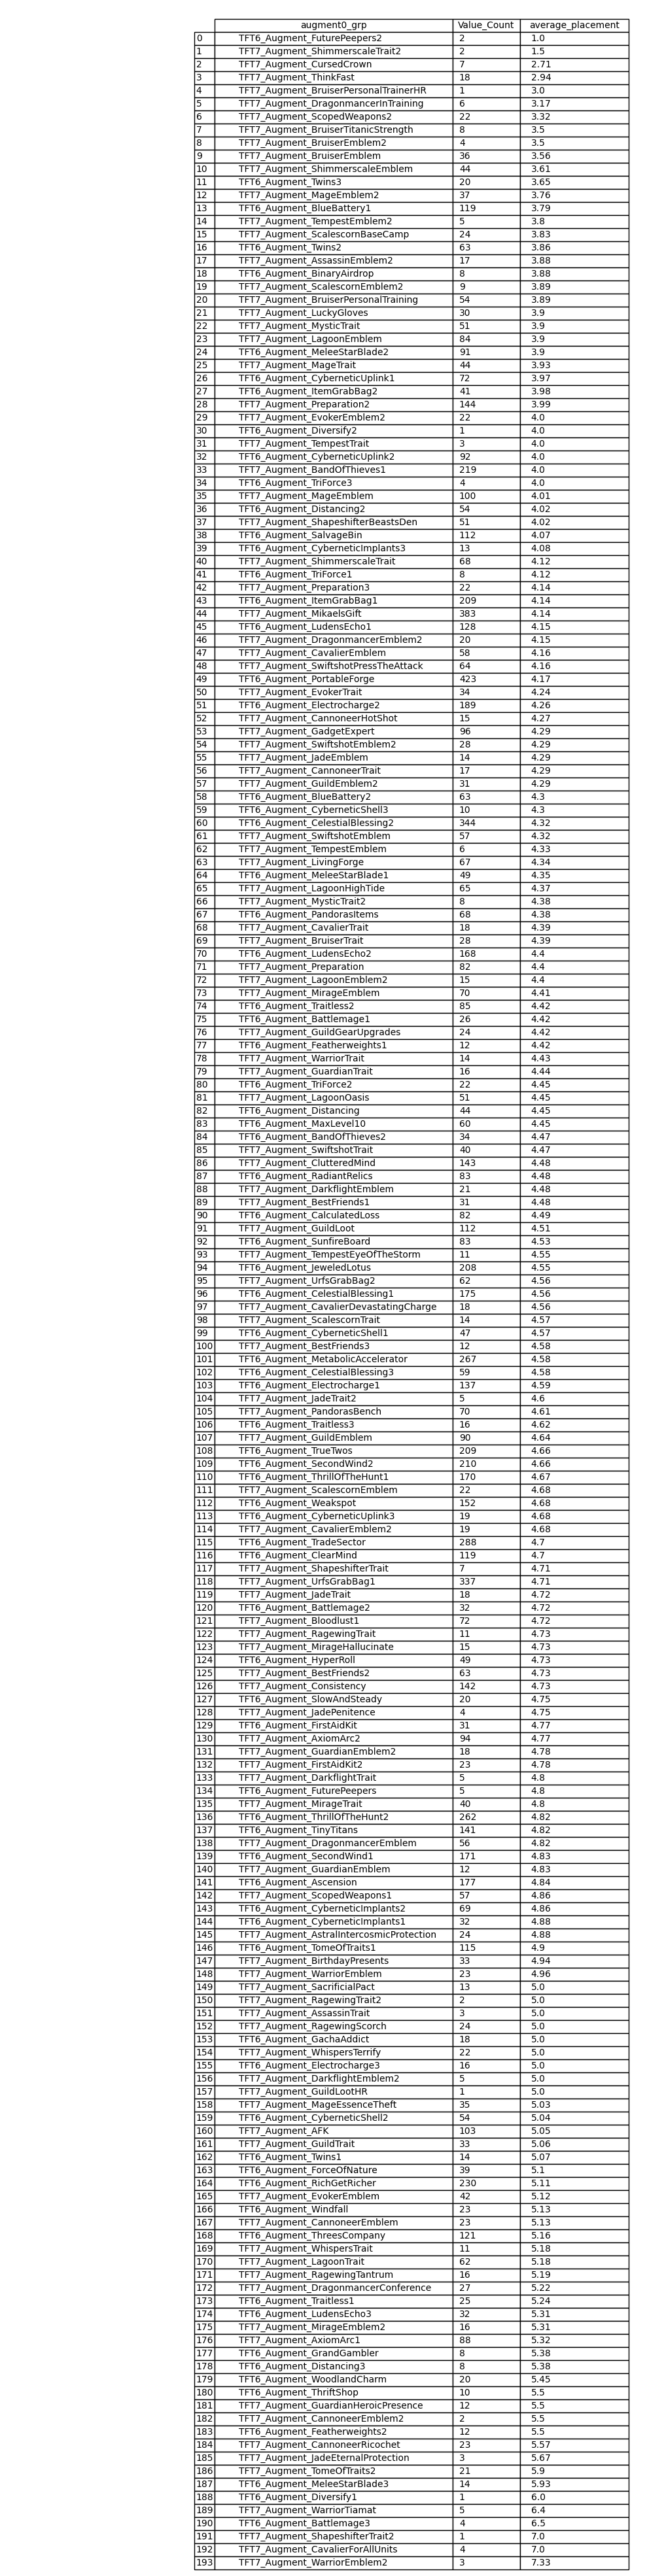 augment0_grp Value_Count average_placement
0 TFT6_Augment_FuturePeepers2 2 1.0
1 TFT7_Augment_ShimmerscaleTrait2 2 1.5
2 TFT7_Augment_CursedCrown 7 2.71
3 TFT7_Augment_ThinkFast 18 2.94
4 TFT7_Augment_BruiserPersonalTrainerHR 1 3.0
5 TFT7_Augment_DragonmancerInTraining 6 3.17
6 TFT7_Augment_ScopedWeapons2 22 3.32
7 TFT7_Augment_BruiserTitanicStrength 8 3.5
8 TFT7_Augment_BruiserEmblem2 4 3.5
9 TFT7_Augment_BruiserEmblem 36 3.56
10 TFT7_Augment_ShimmerscaleEmblem 44 3.61
11 TFT6_Augment_Twins3 20 3.65
12 TFT7_Augment_MageEmblem2 37 3.76
13 TFT6_Augment_BlueBattery1 119 3.79
14 TFT7_Augment_TempestEmblem2 5 3.8
15 TFT7_Augment_ScalescornBaseCamp 24 3.83
16 TFT6_Augment_Twins2 63 3.86
17 TFT7_Augment_AssassinEmblem2 17 3.88
18 TFT6_Augment_BinaryAirdrop 8 3.88
19 TFT7_Augment_ScalescornEmblem2 9 3.89
20 TFT7_Augment_BruiserPersonalTraining 54 3.89
21 TFT7_Augment_LuckyGloves 30 3.9
22 TFT7_Augment_MysticTrait 51 3.9
23 TFT7_Augment_LagoonEmblem 84 3.9
24 TFT6_Augment_MeleeStarBlade2 91 3.9
25 TFT7_Augment_MageTrait 44 3.93
26 TFT6_Augment_CyberneticUplink1 72 3.97
27 TFT6_Augment_ItemGrabBag2 41 3.98
28 TFT7_Augment_Preparation2 144 3.99
29 TFT7_Augment_EvokerEmblem2 22 4.0
30 TFT6_Augment_Diversify2 1 4.0
31 TFT7_Augment_TempestTrait 3 4.0
32 TFT6_Augment_CyberneticUplink2 92 4.0
33 TFT7_Augment_BandOfThieves1 219 4.0
34 TFT6_Augment_TriForce3 4 4.0
35 TFT7_Augment_MageEmblem 100 4.01
36 TFT6_Augment_Distancing2 54 4.02
37 TFT7_Augment_ShapeshifterBeastsDen 51 4.02
38 TFT6_Augment_SalvageBin 112 4.07
39 TFT6_Augment_CyberneticImplants3 13 4.08
40 TFT7_Augment_ShimmerscaleTrait 68 4.12
41 TFT6_Augment_TriForce1 8 4.12
42 TFT7_Augment_Preparation3 22 4.14
43 TFT6_Augment_ItemGrabBag1 209 4.14
44 TFT7_Augment_MikaelsGift 383 4.14
45 TFT6_Augment_LudensEcho1 128 4.15
46 TFT7_Augment_DragonmancerEmblem2 20 4.15
47 TFT7_Augment_CavalierEmblem 58 4.16
48 TFT7_Augment_SwiftshotPressTheAttack 64 4.16
49 TFT6_Augment_PortableForge 423 4.17
50 TFT7_Augment_EvokerTrait 34 4.24
51 TFT6_Augment_Electrocharge2 189 4.26
52 TFT7_Augment_CannoneerHotShot 15 4.27
53 TFT7_Augment_GadgetExpert 96 4.29
54 TFT7_Augment_SwiftshotEmblem2 28 4.29
55 TFT7_Augment_JadeEmblem 14 4.29
56 TFT7_Augment_CannoneerTrait 17 4.29
57 TFT7_Augment_GuildEmblem2 31 4.29
58 TFT6_Augment_BlueBattery2 63 4.3
59 TFT6_Augment_CyberneticShell3 10 4.3
60 TFT6_Augment_CelestialBlessing2 344 4.32
61 TFT7_Augment_SwiftshotEmblem 57 4.32
62 TFT7_Augment_TempestEmblem 6 4.33
63 TFT7_Augment_LivingForge 67 4.34
64 TFT6_Augment_MeleeStarBlade1 49 4.35
65 TFT7_Augment_LagoonHighTide 65 4.37
66 TFT7_Augment_MysticTrait2 8 4.38
67 TFT6_Augment_PandorasItems 68 4.38
68 TFT7_Augment_CavalierTrait 18 4.39
69 TFT7_Augment_BruiserTrait 28 4.39
70 TFT6_Augment_LudensEcho2 168 4.4
71 TFT7_Augment_Preparation 82 4.4
72 TFT7_Augment_LagoonEmblem2 15 4.4
73 TFT7_Augment_MirageEmblem 70 4.41
74 TFT6_Augment_Traitless2 85 4.42
75 TFT6_Augment_Battlemage1 26 4.42
76 TFT7_Augment_GuildGearUpgrades 24 4.42
77 TFT6_Augment_Featherweights1 12 4.42
78 TFT7_Augment_WarriorTrait 14 4.43
79 TFT7_Augment_GuardianTrait 16 4.44
80 TFT6_Augment_TriForce2 22 4.45
81 TFT7_Augment_LagoonOasis 51 4.45
82 TFT6_Augment_Distancing 44 4.45
83 TFT6_Augment_MaxLevel10 60 4.45
84 TFT6_Augment_BandOfThieves2 34 4.47
85 TFT7_Augment_SwiftshotTrait 40 4.47
86 TFT7_Augment_ClutteredMind 143 4.48
87 TFT6_Augment_RadiantRelics 83 4.48
88 TFT7_Augment_DarkflightEmblem 21 4.48
89 TFT7_Augment_BestFriends1 31 4.48
90 TFT6_Augment_CalculatedLoss 82 4.49
91 TFT7_Augment_GuildLoot 112 4.51
92 TFT6_Augment_SunfireBoard 83 4.53
93 TFT7_Augment_TempestEyeOfTheStorm 11 4.55
94 TFT6_Augment_JeweledLotus 208 4.55
95 TFT7_Augment_UrfsGrabBag2 62 4.56
96 TFT6_Augment_CelestialBlessing1 175 4.56
97 TFT7_Augment_CavalierDevastatingCharge 18 4.56
98 TFT7_Augment_ScalescornTrait 14 4.57
99 TFT6_Augment_CyberneticShell1 47 4.57
100 TFT7_Augment_BestFriends3 12 4.58
101 TFT6_Augment_MetabolicAccelerator 267 4.58
102 TFT6_Augment_CelestialBlessing3 59 4.58
103 TFT6_Augment_Electrocharge1 137 4.59
104 TFT7_Augment_JadeTrait2 5 4.6
105 TFT7_Augment_PandorasBench 70 4.61
106 TFT6_Augment_Traitless3 16 4.62
107 TFT7_Augment_GuildEmblem 90 4.64
108 TFT6_Augment_TrueTwos 209 4.66
109 TFT6_Augment_SecondWind2 210 4.66
110 TFT6_Augment_ThrillOfTheHunt1 170 4.67
111 TFT7_Augment_ScalescornEmblem 22 4.68
112 TFT6_Augment_Weakspot 152 4.68
113 TFT6_Augment_CyberneticUplink3 19 4.68
114 TFT7_Augment_CavalierEmblem2 19 4.68
115 TFT6_Augment_TradeSector 288 4.7
116 TFT6_Augment_ClearMind 119 4.7
117 TFT7_Augment_ShapeshifterTrait 7 4.71
118 TFT7_Augment_UrfsGrabBag1 337 4.71
119 TFT7_Augment_JadeTrait 18 4.72
120 TFT6_Augment_Battlemage2 32 4.72
121 TFT7_Augment_Bloodlust1 72 4.72
122 TFT7_Augment_RagewingTrait 11 4.73
123 TFT7_Augment_MirageHallucinate 15 4.73
124 TFT6_Augment_HyperRoll 49 4.73
125 TFT7_Augment_BestFriends2 63 4.73
126 TFT7_Augment_Consistency 142 4.73
127 TFT6_Augment_SlowAndSteady 20 4.75
128 TFT7_Augment_JadePenitence 4 4.75
129 TFT6_Augment_FirstAidKit 31 4.77
130 TFT7_Augment_AxiomArc2 94 4.77
131 TFT7_Augment_GuardianEmblem2 18 4.78
132 TFT7_Augment_FirstAidKit2 23 4.78
133 TFT7_Augment_DarkflightTrait 5 4.8
134 TFT6_Augment_FuturePeepers 5 4.8
135 TFT7_Augment_MirageTrait 40 4.8
136 TFT6_Augment_ThrillOfTheHunt2 262 4.82
137 TFT6_Augment_TinyTitans 141 4.82
138 TFT7_Augment_DragonmancerEmblem 56 4.82
139 TFT6_Augment_SecondWind1 171 4.83
140 TFT7_Augment_GuardianEmblem 12 4.83
141 TFT6_Augment_Ascension 177 4.84
142 TFT7_Augment_ScopedWeapons1 57 4.86
143 TFT6_Augment_CyberneticImplants2 69 4.86
144 TFT6_Augment_CyberneticImplants1 32 4.88
145 TFT7_Augment_AstralIntercosmicProtection 24 4.88
146 TFT6_Augment_TomeOfTraits1 115 4.9
147 TFT7_Augment_BirthdayPresents 33 4.94
148 TFT7_Augment_WarriorEmblem 23 4.96
149 TFT7_Augment_SacrificialPact 13 5.0
150 TFT7_Augment_RagewingTrait2 2 5.0
151 TFT7_Augment_AssassinTrait 3 5.0
152 TFT7_Augment_RagewingScorch 24 5.0
153 TFT6_Augment_GachaAddict 18 5.0
154 TFT7_Augment_WhispersTerrify 22 5.0
155 TFT6_Augment_Electrocharge3 16 5.0
156 TFT7_Augment_DarkflightEmblem2 5 5.0
157 TFT7_Augment_GuildLootHR 1 5.0
158 TFT7_Augment_MageEssenceTheft 35 5.03
159 TFT6_Augment_CyberneticShell2 54 5.04
160 TFT7_Augment_AFK 103 5.05
161 TFT7_Augment_GuildTrait 33 5.06
162 TFT6_Augment_Twins1 14 5.07
163 TFT6_Augment_ForceOfNature 39 5.1
164 TFT6_Augment_RichGetRicher 230 5.11
165 TFT7_Augment_EvokerEmblem 42 5.12
166 TFT6_Augment_Windfall 23 5.13
167 TFT7_Augment_CannoneerEmblem 23 5.13
168 TFT6_Augment_ThreesCompany 121 5.16
169 TFT7_Augment_WhispersTrait 11 5.18
170 TFT7_Augment_LagoonTrait 62 5.18
171 TFT7_Augment_RagewingTantrum 16 5.19
172 TFT7_Augment_DragonmancerConference 27 5.22
173 TFT6_Augment_Traitless1 25 5.24
174 TFT6_Augment_LudensEcho3 32 5.31
175 TFT7_Augment_MirageEmblem2 16 5.31
176 TFT7_Augment_AxiomArc1 88 5.32
177 TFT6_Augment_GrandGambler 8 5.38
178 TFT6_Augment_Distancing3 8 5.38
179 TFT6_Augment_WoodlandCharm 20 5.45
180 TFT6_Augment_ThriftShop 10 5.5
181 TFT7_Augment_GuardianHeroicPresence 12 5.5
182 TFT7_Augment_CannoneerEmblem2 2 5.5
183 TFT6_Augment_Featherweights2 12 5.5
184 TFT7_Augment_CannoneerRicochet 23 5.57
185 TFT7_Augment_JadeEternalProtection 3 5.67
186 TFT7_Augment_TomeOfTraits2 21 5.9
187 TFT6_Augment_MeleeStarBlade3 14 5.93
188 TFT6_Augment_Diversify1 1 6.0
189 TFT7_Augment_WarriorTiamat 5 6.4
190 TFT6_Augment_Battlemage3 4 6.5
191 TFT7_Augment_ShapeshifterTrait2 1 7.0
192 TFT7_Augment_CavalierForAllUnits 4 7.0
193 TFT7_Augment_WarriorEmblem2 3 7.33